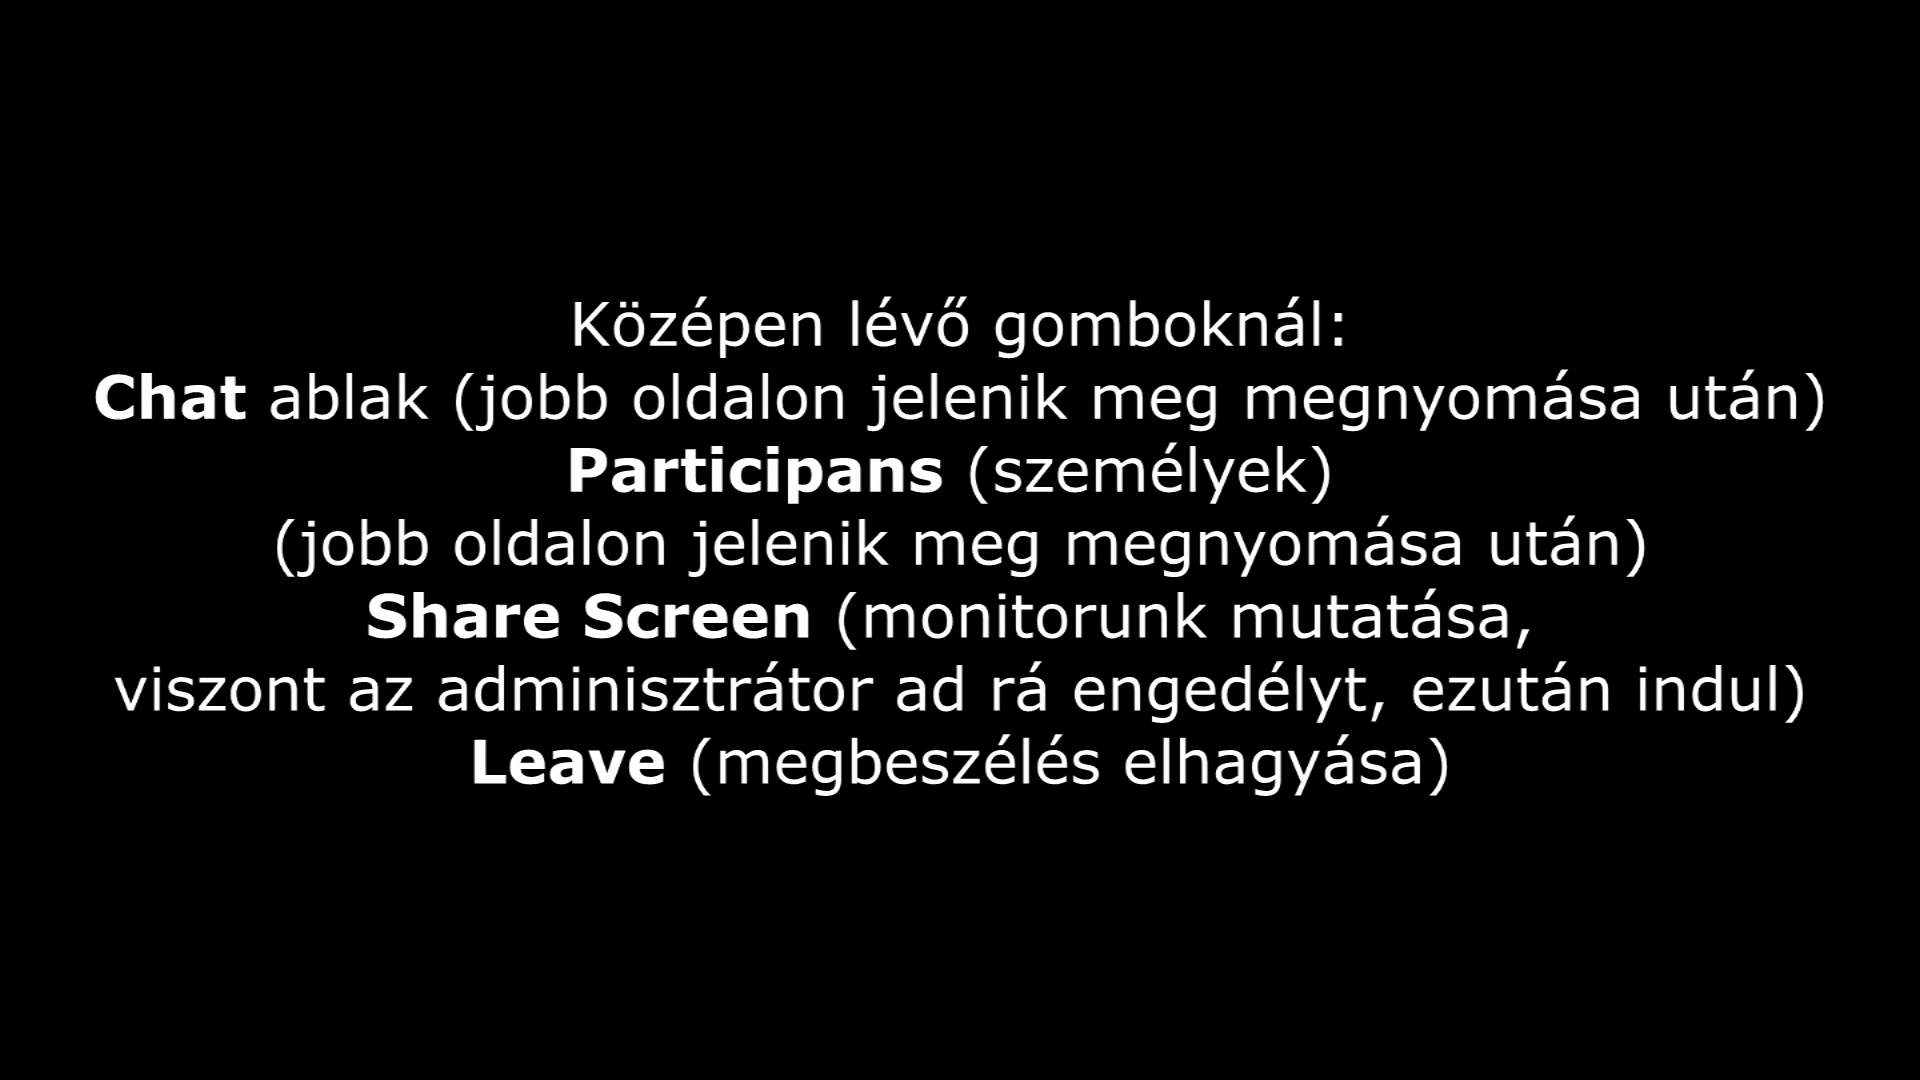 Középen lévő gomboknál:
Chat ablak (jobb oldalon jelenik meg megnyomása után)
Participans (személyek)
(jobb oldalon jelenik meg megnyomása után)
Share Screen (monitorunk mutatása,
viszont az adminisztrátor ad rá engedélyt, ezután indul)
Leave (megbeszélés elhagyása)